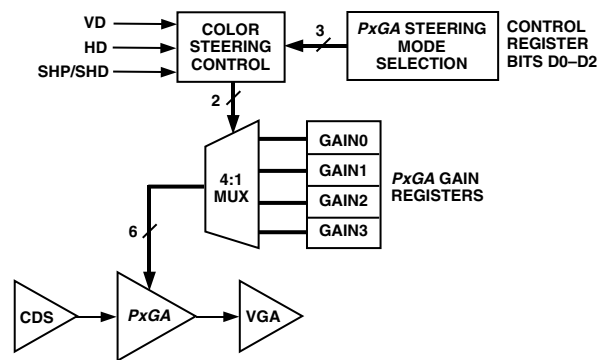 VD
HD
SHP/SHD
COLOR
STEERING
CONTROL
3
PxGA STEERING
MODE
SELECTION
CONTROL
REGISTER
BITS D0–D2
2
4:1
MUX
GAIN0
GAIN1
GAIN2
GAIN3
PxGA GAIN
REGISTERS
6
CDS
PxGA
VGA